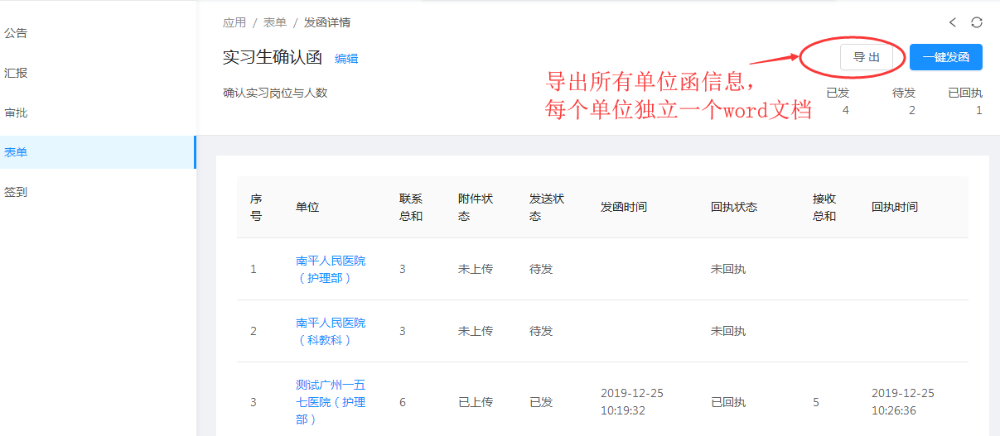 公告
汇报
审批
表单
签到
应用 / 表单 / 发函详情
实习生确认函 编辑
导 出 一键发函
确认实习岗位与人数
导出所有单位函信息，
每个单位独立一个word文档
已发 待发 已回执
4 2 1
序号 单位 联系总和 附件状态 发送状态 发函时间 回执状态 接收总和 回执时间
1 南平人民医院（护理部） 3 未上传 待发 未回执
2 南平人民医院（科教科） 3 未上传 待发 未回执
3 测试广州一五七医院（护理部） 6 已上传 已发 2019-12-25 10:19:32 已回执 5 2019-12-25 10:26:36